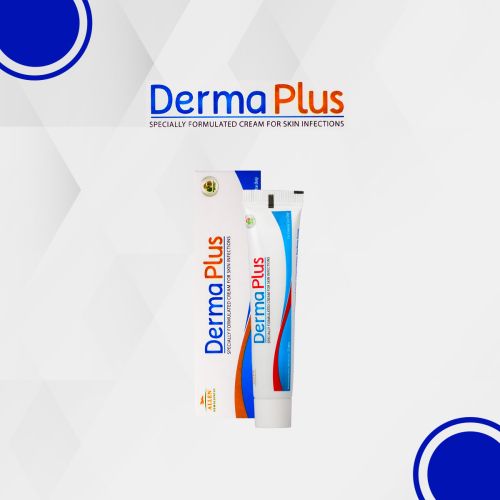 Derma Plus
SPECIALLY FORMULATED CREAM FOR SKIN INFECTIONS
Derma Plus
SPECIALLY FORMULATED CREAM FOR SKIN INFECTIONS
ALLEN
Derma Plus
SPECIALLY FORMULATED CREAM FOR SKIN INFECTIONS